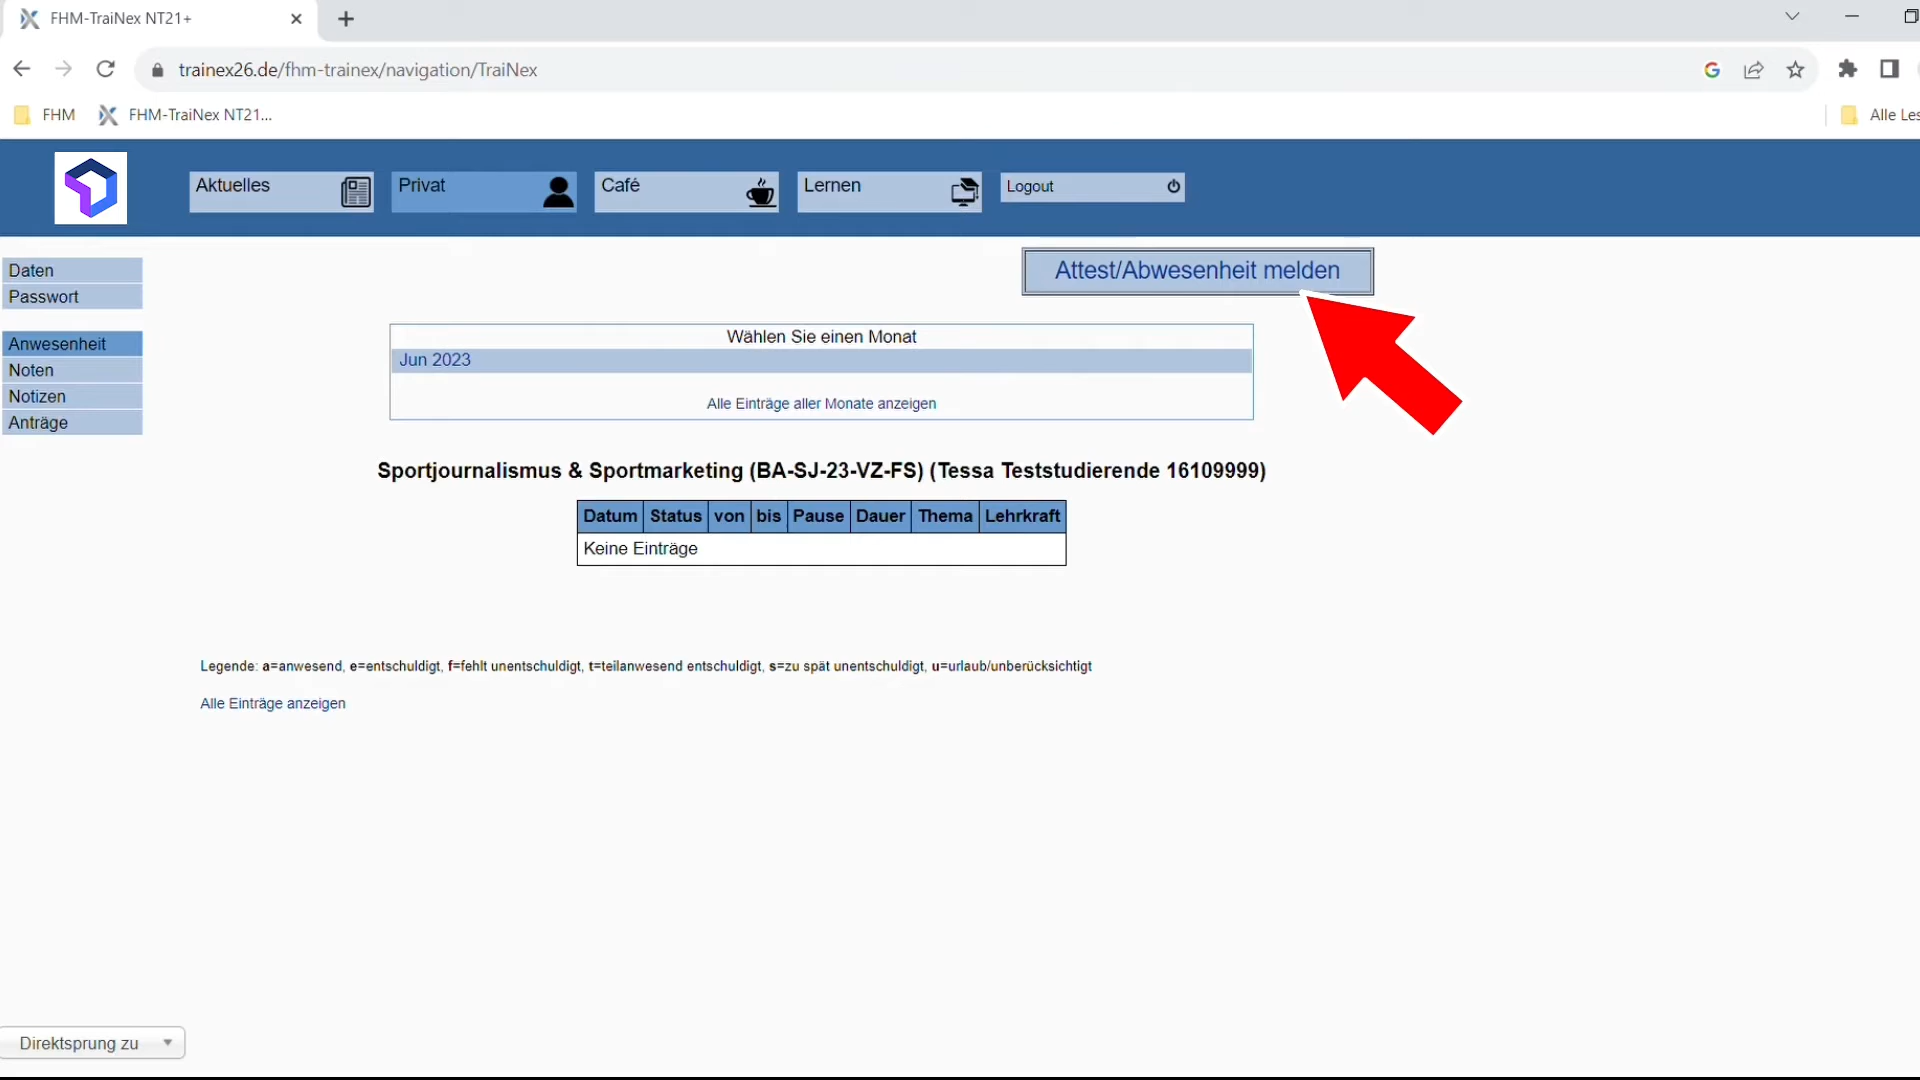 FHM-TraiNex NT21+
trainex26.de/fhm-trainex/navigation/TraiNex
FHM
FHM-TraiNex NT21...
Alle Les
Aktuelles
Privat
Café
Lernen
Logout
Daten
Passwort
Anwesenheit
Noten
Notizen
Anträge
Attest/Abwesenheit melden
Wählen Sie einen Monat
Jun 2023
Alle Einträge aller Monate anzeigen
Sportjournalismus & Sportmarketing (BA-SJ-23-VZ-FS) (Tessa Teststudierende 16109999)
Datum Status von bis Pause Dauer Thema Lehrkraft
Keine Einträge
Legende: a=anwesend, e=entschuldigt, f=fehlt unentschuldigt, t=teilanwesend entschuldigt, s=zu spät unentschuldigt, u=urlaub/unberücksichtigt
Alle Einträge anzeigen
Direktsprung zu